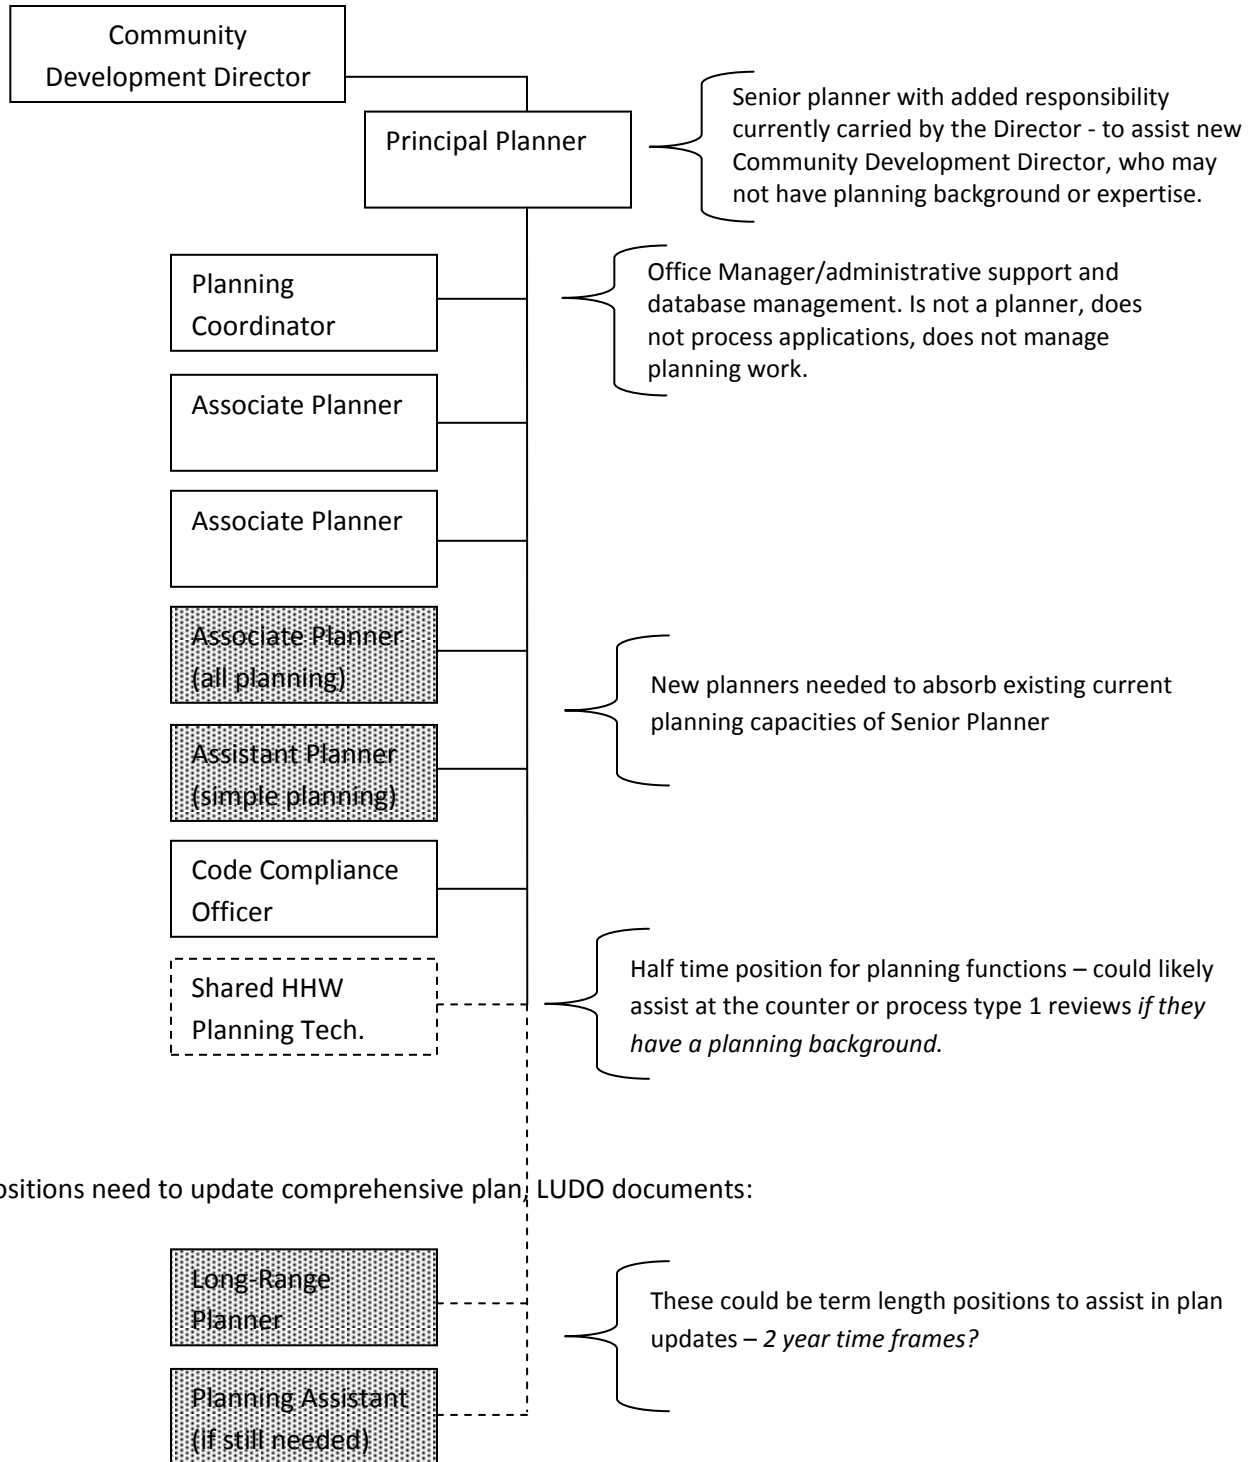 Community
Development Director
Principal Planner
Senior planner with added responsibility
currently carried by the Director - to assist new
Community Development Director, who may
not have planning background or expertise.
Planning
Coordinator
Office Manager/administrative support and
database management. Is not a planner, does
not process applications, does not manage
planning work.
Associate Planner
Associate Planner
Associate Planner
(all planning)
Assistant Planner
(simple planning)
New planners needed to absorb existing current
planning capacities of Senior Planner
Code Compliance
Officer
Shared HHW
Planning Tech.
Half time position for planning functions – could likely
assist at the counter or process type 1 reviews if they
have a planning background.
ositions need to update comprehensive plan, LUDO documents:
Long-Range
Planner
Planning Assistant
(if still needed)
These could be term length positions to assist in plan
updates – 2 year time frames?